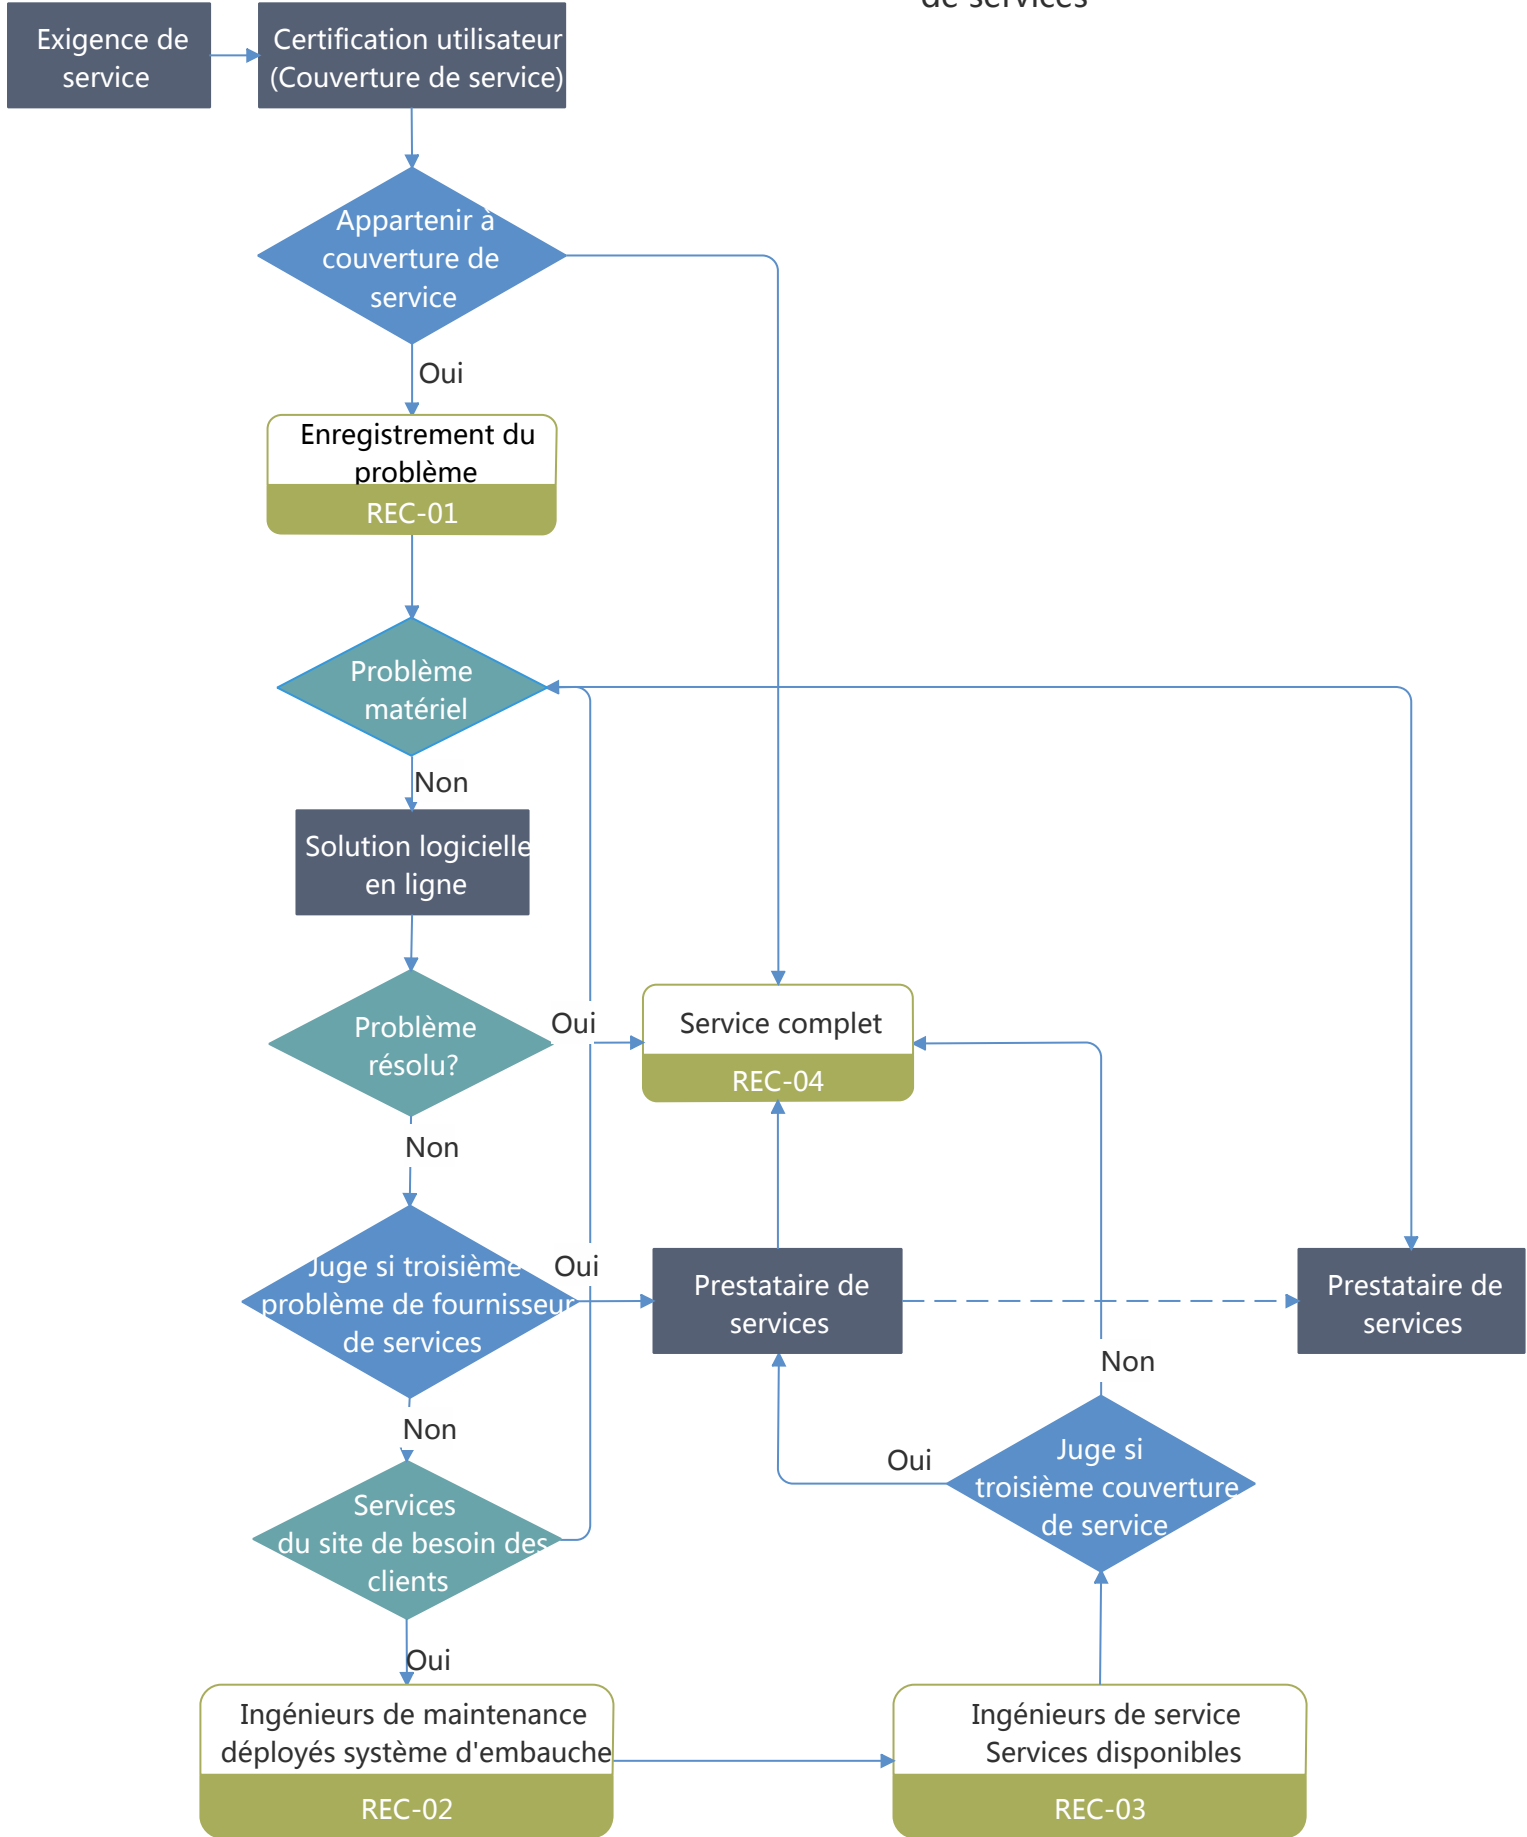 de services
Exigence de
service
Certification utilisateur
(Couverture de service)
Appartenir à
couverture de
service
Oui
Enregistrement du
problème
REC-01
Problème
matériel
Non
Solution logicielle
en ligne
Problème
résolu?
Oui
Service complet
REC-04
Non
Juge si troisième
problème de fournisseur
de services
Oui
Prestataire de
services
Prestataire de
services
Non
Non
Oui
Juge si
troisième couverture
de service
Services
du site de besoin des
clients
Oui
Ingénieurs de maintenance
déployés système d'embauche
REC-02
Ingénieurs de service
Services disponibles
REC-03